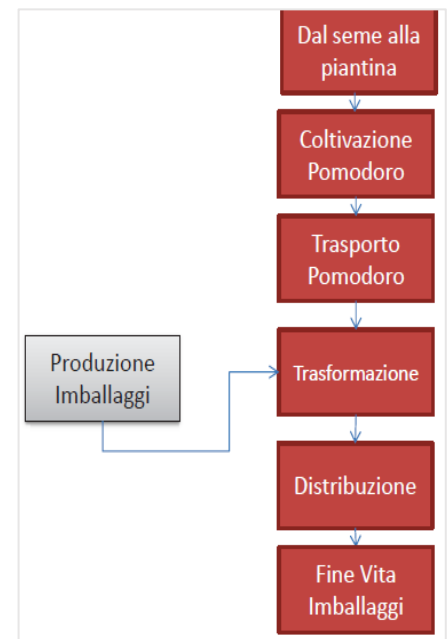 Dal seme alla
piantina
Coltivazione
Pomodoro
Trasporto
Pomodoro
Produzione
Imballaggi
Trasformazione
Distribuzione
Fine Vita
Imballaggi